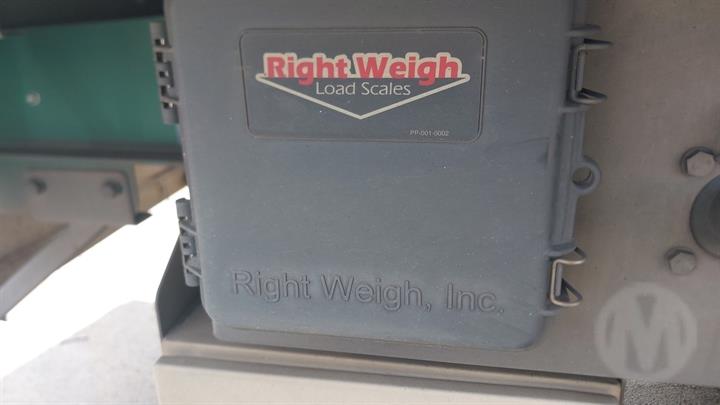 Right Weigh
Load Scales
PP-001-0002
Right Weigh, Inc.
M